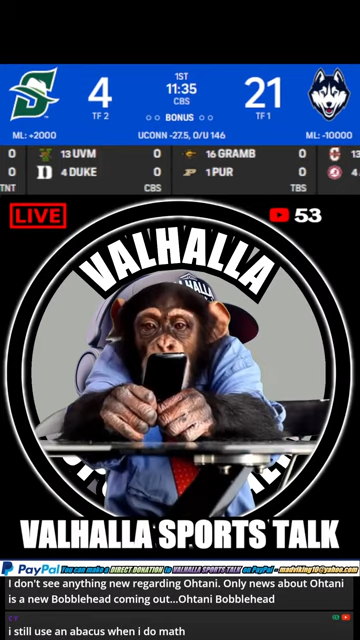 1ST
4 11:35 21
CBS
TF 2 BONUS TF 1
ML: +2000 UCONN -27.5, O/U 146 ML: -10000
0 13 UVM 0 16 GRAMB 0 13
0 D 4 DUKE 0 1 PUR 0 4
TNT CBS TBS
LIVE 53
VALHALLA
VALHALLA SPORTS TALK
PayPal You can make a DIRECT DONATION to VALHALLA SPORTS TALK on PayPal - madviking10@yahoo.com
I don't see anything new regarding Ohtani. Only news about Ohtani
is a new Bobblehead coming out...Ohtani Bobblehead
i still use an abacus when i do math